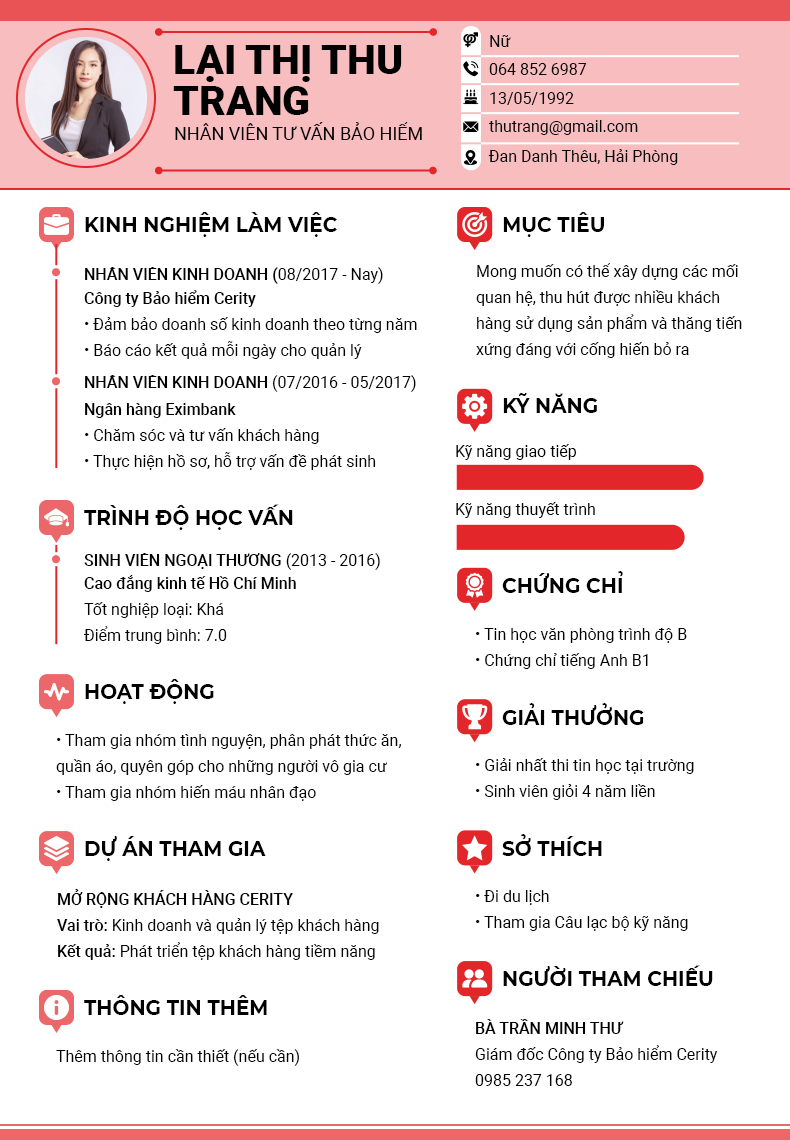 LẠI THỊ THU
TRANG
NHÂN VIÊN TƯ VẤN BẢO HIỂM
Nữ
064 852 6987
13/05/1992
thutrang@gmail.com
Đan Danh Thêu, Hải Phòng
KINH NGHIỆM LÀM VIỆC
NHÂN VIÊN KINH DOANH (08/2017 - Nay)
Công ty Bảo hiểm Cerity
• Đảm bảo doanh số kinh doanh theo từng năm
• Báo cáo kết quả mỗi ngày cho quản lý
NHÂN VIÊN KINH DOANH (07/2016 - 05/2017)
Ngân hàng Eximbank
• Chăm sóc và tư vấn khách hàng
• Thực hiện hồ sơ, hỗ trợ vấn đề phát sinh
TRÌNH ĐỘ HỌC VẤN
SINH VIÊN NGOẠI THƯƠNG (2013 - 2016)
Cao đẳng kinh tế Hồ Chí Minh
Tốt nghiệp loại: Khá
Điểm trung bình: 7.0
HOẠT ĐỘNG
• Tham gia nhóm tình nguyện, phân phát thức ăn,
quần áo, quyên góp cho những người vô gia cư
• Tham gia nhóm hiến máu nhân đạo
DỰ ÁN THAM GIA
MỞ RỘNG KHÁCH HÀNG CERITY
Vai trò: Kinh doanh và quản lý tệp khách hàng
Kết quả: Phát triển tệp khách hàng tiềm năng
THÔNG TIN THÊM
Thêm thông tin cần thiết (nếu cần)
MỤC TIÊU
Mong muốn có thể xây dựng các mối
quan hệ, thu hút được nhiều khách
hàng sử dụng sản phẩm và thăng tiến
xứng đáng với cống hiến bỏ ra
KỸ NĂNG
Kỹ năng giao tiếp
Kỹ năng thuyết trình
CHỨNG CHỈ
• Tin học văn phòng trình độ B
• Chứng chỉ tiếng Anh B1
GIẢI THƯỞNG
• Giải nhất thi tin học tại trường
• Sinh viên giỏi 4 năm liền
SỞ THÍCH
• Đi du lịch
• Tham gia Câu lạc bộ kỹ năng
NGƯỜI THAM CHIẾU
BÀ TRẦN MINH THƯ
Giám đốc Công ty Bảo hiểm Cerity
0985 237 168